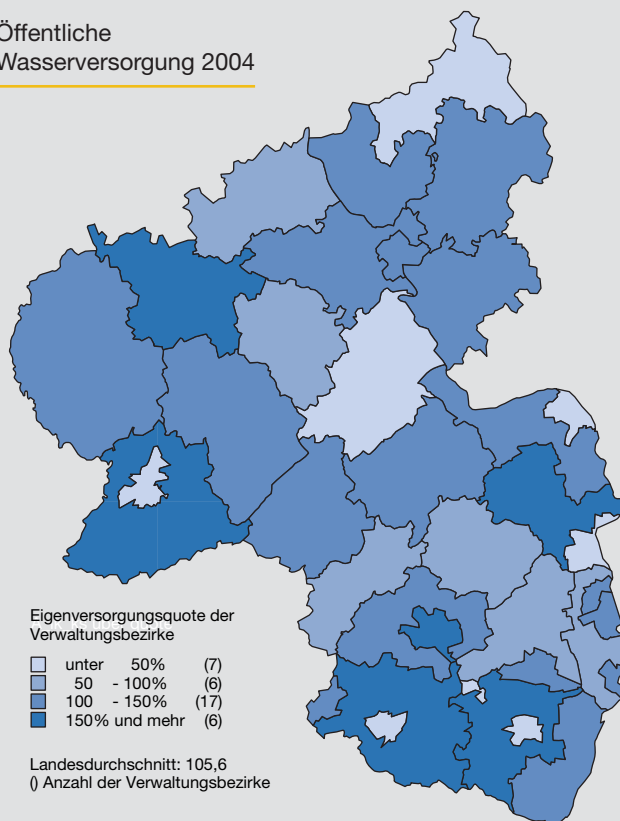 Öffentliche
Wasserversorgung 2004
Eigenversorgungsquote der
Verwaltungsbezirke
unter 50% (7)
50 - 100% (6)
100 - 150% (17)
150% und mehr (6)
Landesdurchschnitt: 105,6
() Anzahl der Verwaltungsbezirke